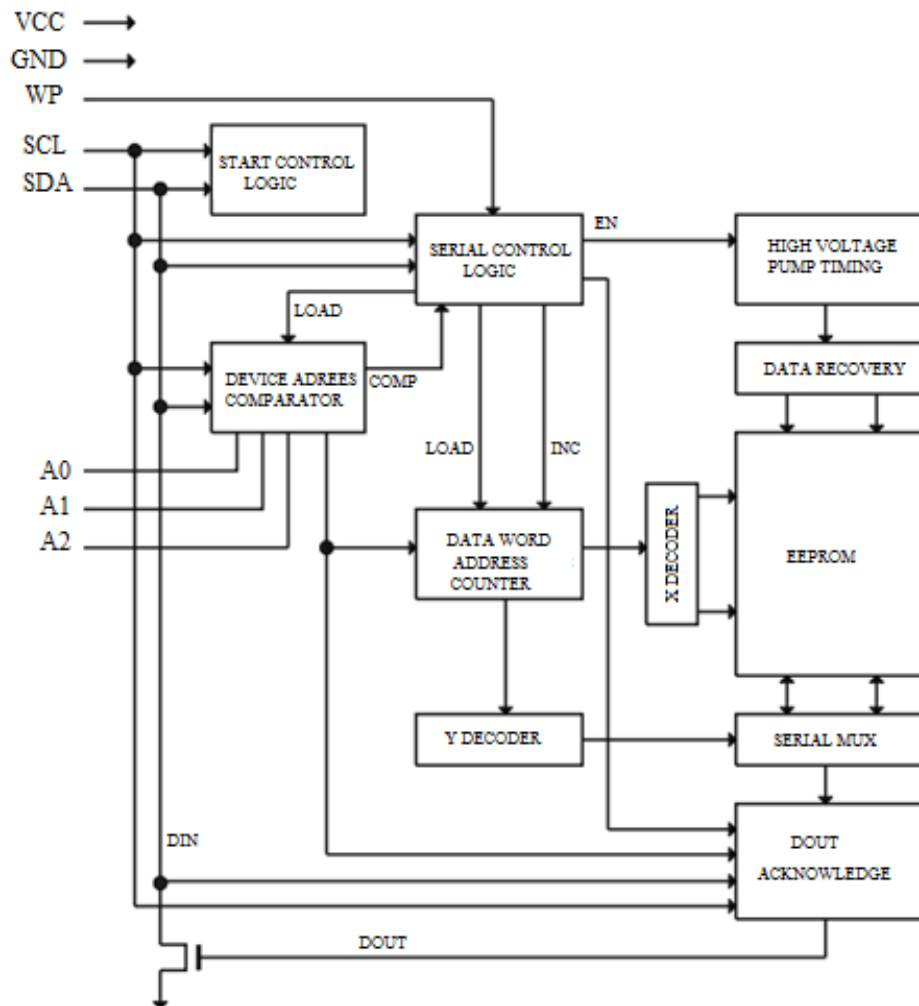 VCC
GND
WP
SCL
SDA
START CONTROL
LOGIC
EN
SERIAL CONTROL
LOGIC
HIGH VOLTAGE
PUMP TIMING
LOAD
DEVICE ADREES
COMPARATOR
COMP
DATA RECOVERY
LOAD
INC
A0
A1
A2
DATA WORD
ADDRESS
COUNTER
X DECODER
EEPROM
Y DECODER
SERIAL MUX
DIN
DOUT
ACKNOWLEDGE
DOUT